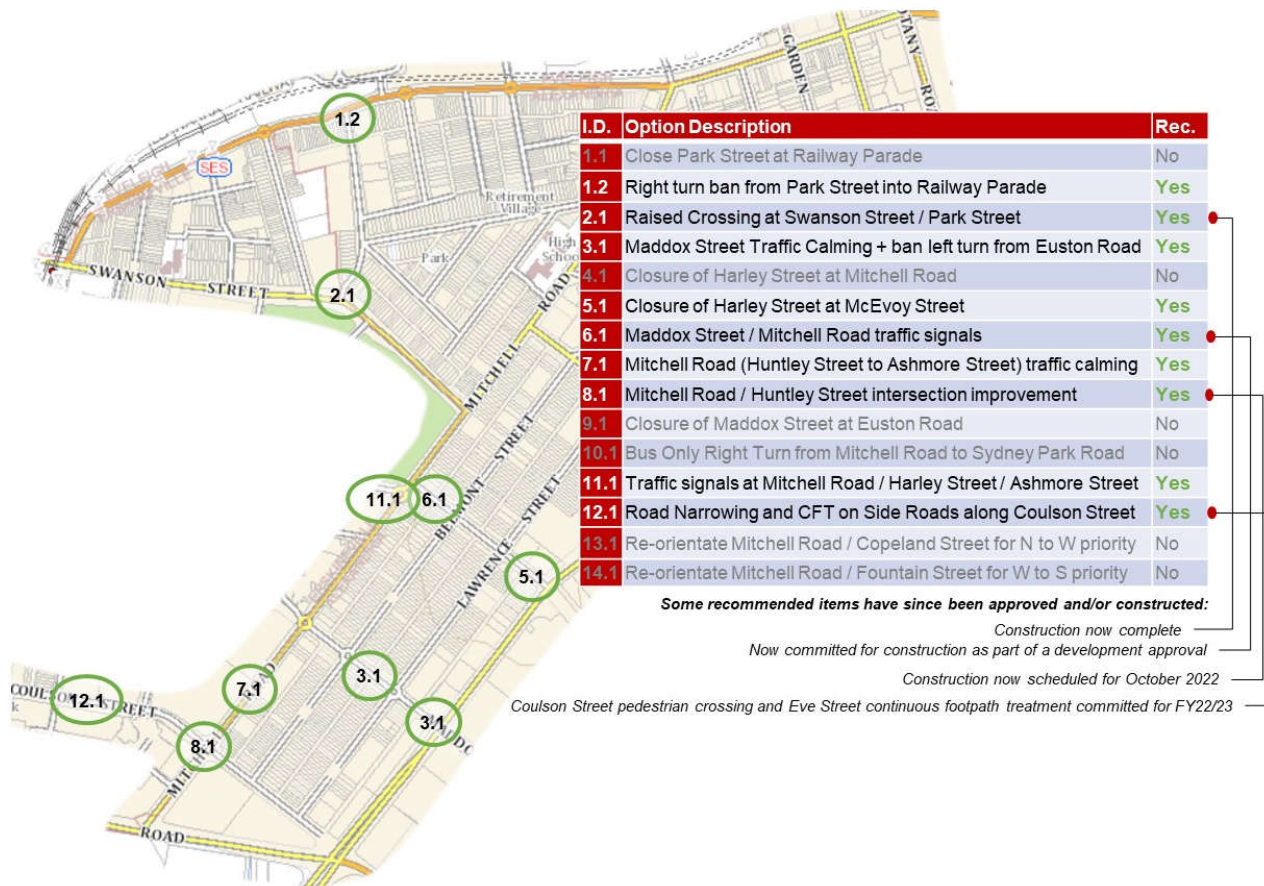 GARDEN
BOTANY ROAD
1.2
SES
Retirement
Village
Park
High
School
SWANSON STREET
2.1
MITCHELL ROAD
BELMONT STREET
LAWRENCE STREET
11.1
6.1
5.1
3.1
7.1
ROAD
COULSON STREET
12.1
8.1
3.1
ROAD
I.D. Option Description Rec.
1.1 Close Park Street at Railway Parade No
1.2 Right turn ban from Park Street into Railway Parade Yes
2.1 Raised Crossing at Swanson Street / Park Street Yes
3.1 Maddox Street Traffic Calming + ban left turn from Euston Road Yes
4.1 Closure of Harley Street at Mitchell Road No
5.1 Closure of Harley Street at McEvoy Street Yes
6.1 Maddox Street / Mitchell Road traffic signals Yes
7.1 Mitchell Road (Huntley Street to Ashmore Street) traffic calming Yes
8.1 Mitchell Road / Huntley Street intersection improvement Yes
9.1 Closure of Maddox Street at Euston Road No
10.1 Bus Only Right Turn from Mitchell Road to Sydney Park Road No
11.1 Traffic signals at Mitchell Road / Harley Street / Ashmore Street Yes
12.1 Road Narrowing and CFT on Side Roads along Coulson Street Yes
13.1 Re-orientate Mitchell Road / Copeland Street for N to W priority No
14.1 Re-orientate Mitchell Road / Fountain Street for W to S priority No
Some recommended items have since been approved and/or constructed:
Construction now complete
Now committed for construction as part of a development approval
Construction now scheduled for October 2022
Coulson Street pedestrian crossing and Eve Street continuous footpath treatment committed for FY22/23